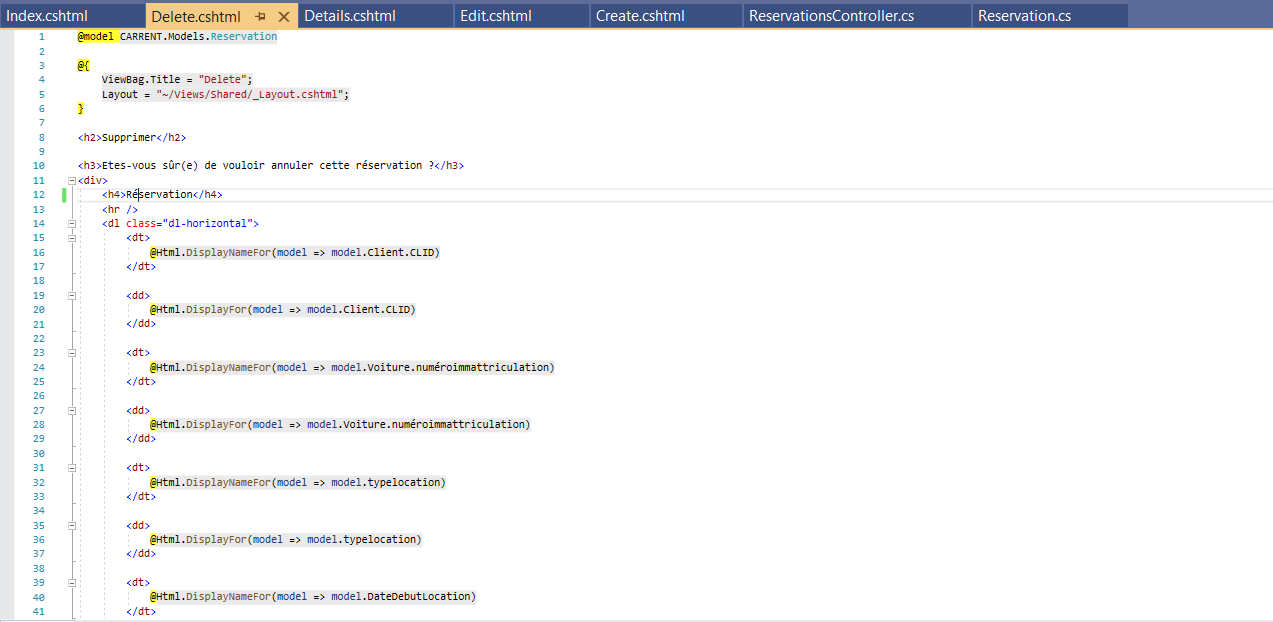 Index.cshtml Delete.cshtml Details.cshtml Edit.cshtml Create.cshtml ReservationsController.cs Reservation.cs
1 @model CARRENT.Models.Reservation
2
3 @{
4 ViewBag.Title = "Delete";
5 Layout = "~/Views/Shared/_Layout.cshtml";
6 }
7
8 <h2>Supprimer</h2>
9
10 <h3>Etes-vous sûr(e) de vouloir annuler cette réservation ?</h3>
11 <div>
12 <h4>Réservation</h4>
13 <hr />
14 <dl class="dl-horizontal">
15 <dt>
16 @Html.DisplayNameFor(model => model.Client.CLID)
17 </dt>
18
19 <dd>
20 @Html.DisplayFor(model => model.Client.CLID)
21 </dd>
22
23 <dt>
24 @Html.DisplayNameFor(model => model.Voiture.numéroimmattriculation)
25 </dt>
26
27 <dd>
28 @Html.DisplayFor(model => model.Voiture.numéroimmattriculation)
29 </dd>
30
31 <dt>
32 @Html.DisplayNameFor(model => model.typelocation)
33 </dt>
34
35 <dd>
36 @Html.DisplayFor(model => model.typelocation)
37 </dd>
38
39 <dt>
40 @Html.DisplayNameFor(model => model.DateDebutLocation)
41 </dt>